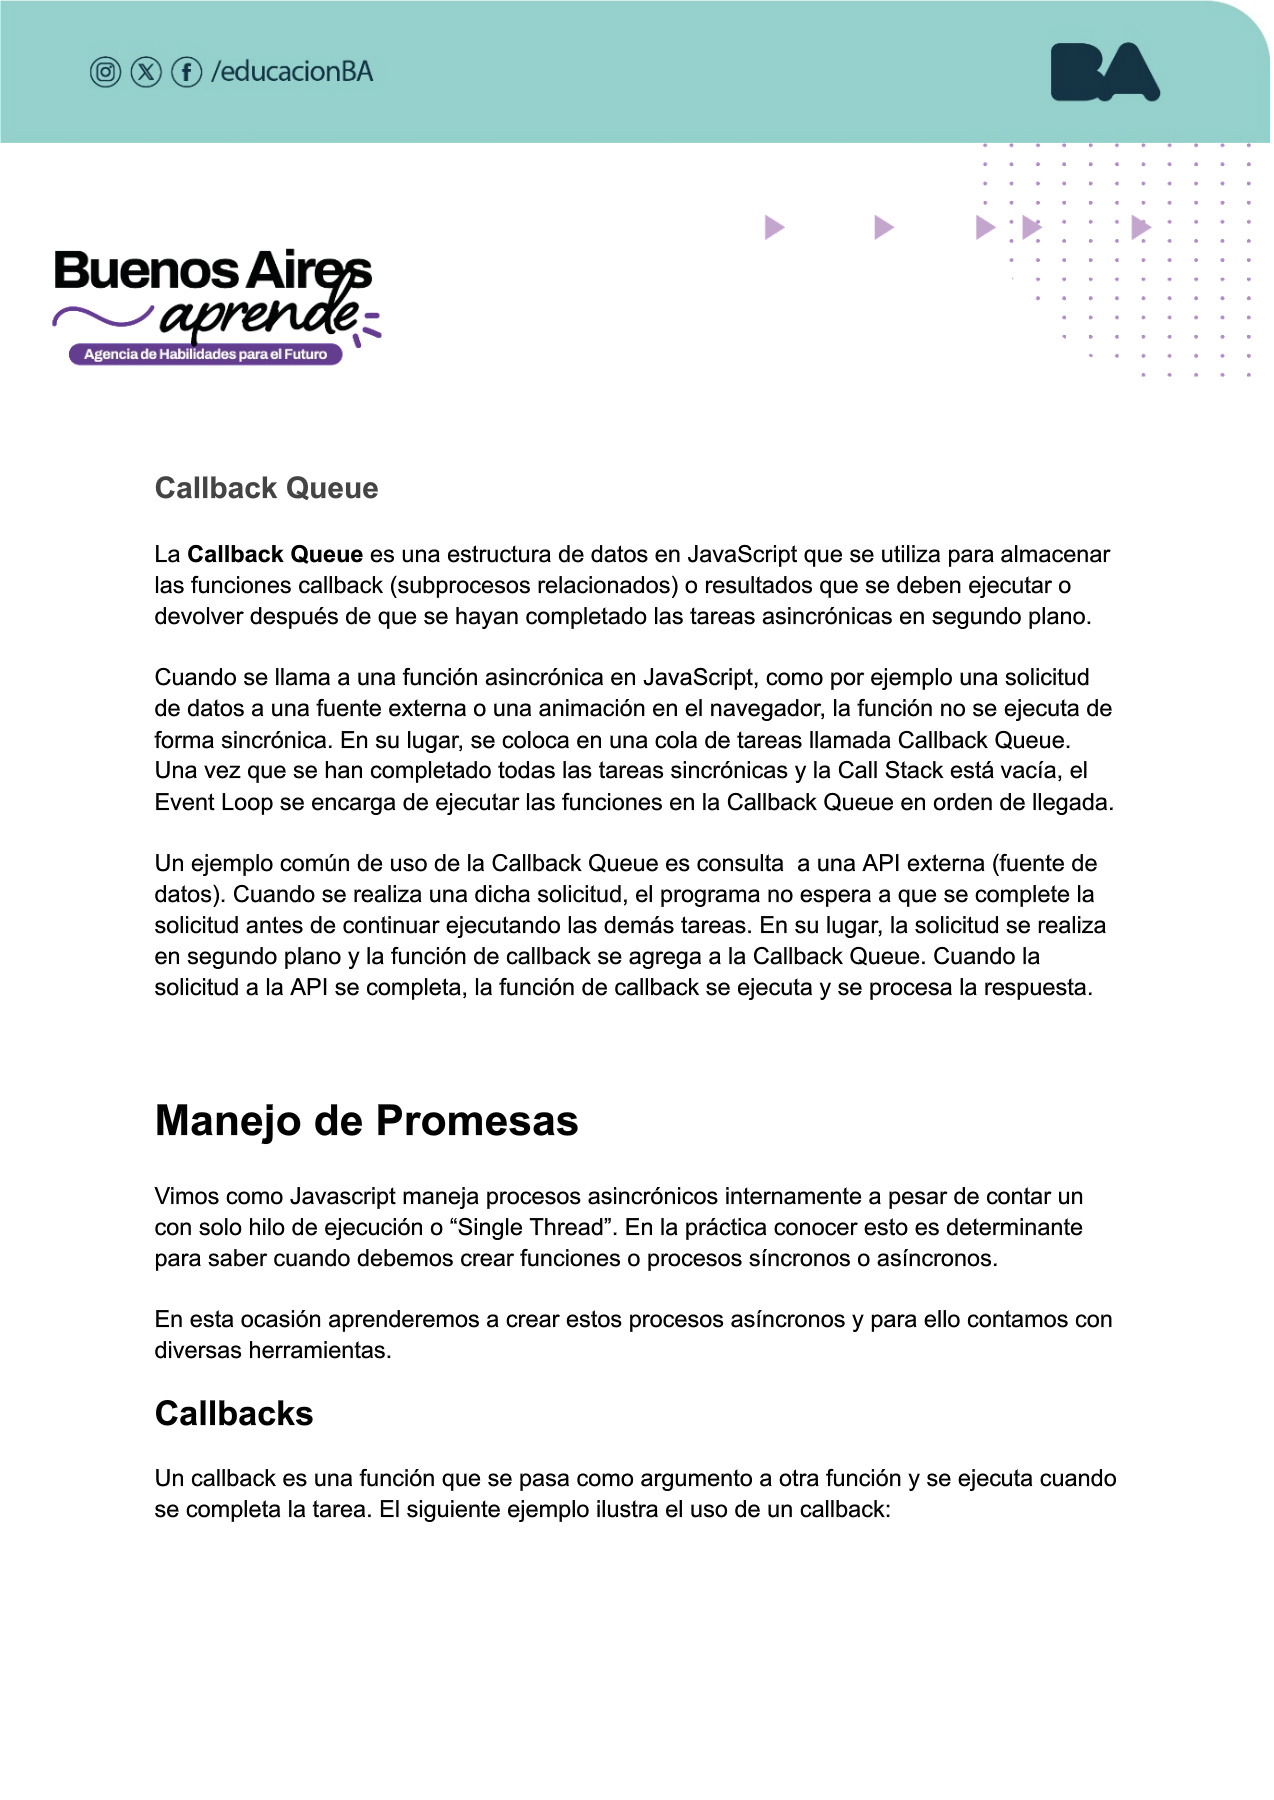 /educacionBA
BA
Buenos Aires
aprende
Agencia de Habilidades para el Futuro
Callback Queue
La Callback Queue es una estructura de datos en JavaScript que se utiliza para almacenar
las funciones callback (subprocesos relacionados) o resultados que se deben ejecutar o
devolver después de que se hayan completado las tareas asincrónicas en segundo plano.
Cuando se llama a una función asincrónica en JavaScript, como por ejemplo una solicitud
de datos a una fuente externa o una animación en el navegador, la función no se ejecuta de
forma sincrónica. En su lugar, se coloca en una cola de tareas llamada Callback Queue.
Una vez que se han completado todas las tareas sincrónicas y la Call Stack está vacía, el
Event Loop se encarga de ejecutar las funciones en la Callback Queue en orden de llegada.
Un ejemplo común de uso de la Callback Queue es consulta  a una API externa (fuente de
datos). Cuando se realiza una dicha solicitud, el programa no espera a que se complete la
solicitud antes de continuar ejecutando las demás tareas. En su lugar, la solicitud se realiza
en segundo plano y la función de callback se agrega a la Callback Queue. Cuando la
solicitud a la API se completa, la función de callback se ejecuta y se procesa la respuesta.
Manejo de Promesas
Vimos como Javascript maneja procesos asincrónicos internamente a pesar de contar un
con solo hilo de ejecución o “Single Thread”. En la práctica conocer esto es determinante
para saber cuando debemos crear funciones o procesos síncronos o asíncronos.
En esta ocasión aprenderemos a crear estos procesos asíncronos y para ello contamos con
diversas herramientas.
Callbacks
Un callback es una función que se pasa como argumento a otra función y se ejecuta cuando
se completa la tarea. El siguiente ejemplo ilustra el uso de un callback: